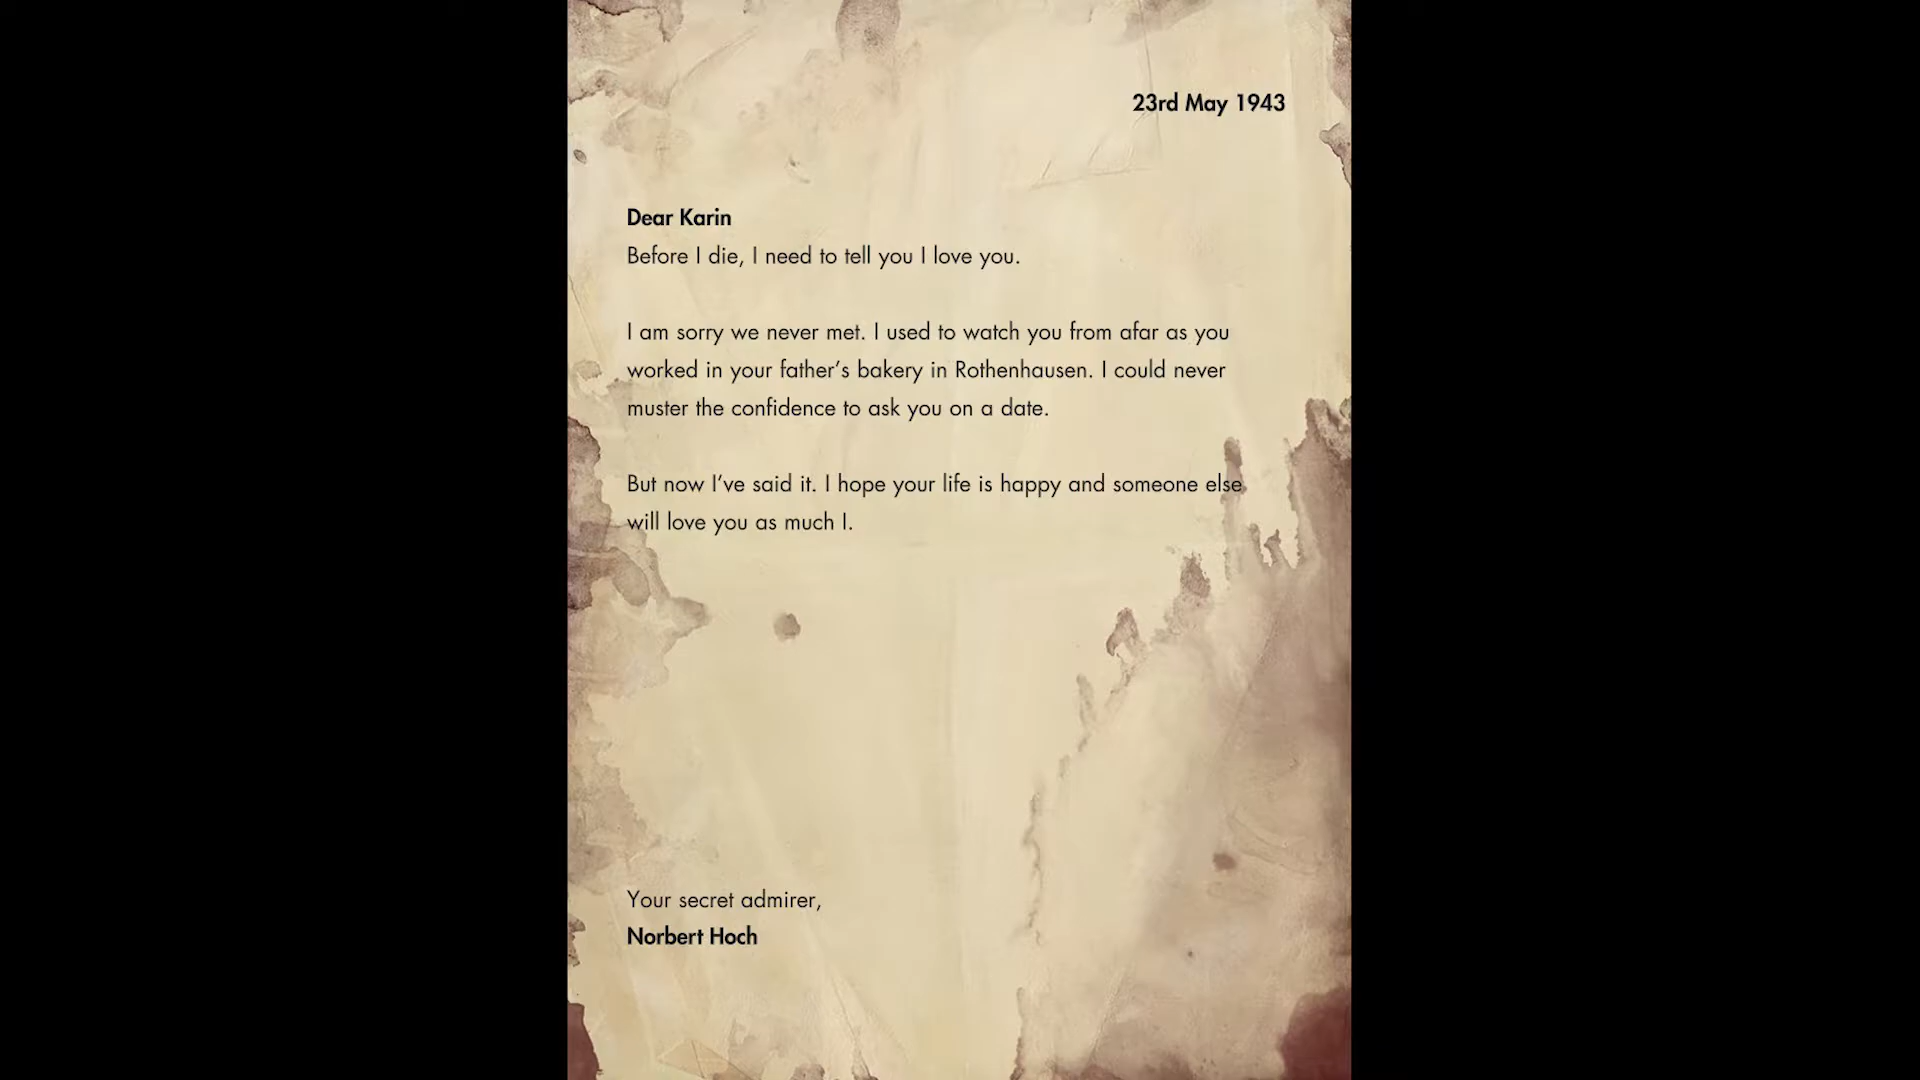 23rd May 1943
Dear Karin
Before I die, I need to tell you I love you.
I am sorry we never met. I used to watch you from afar as you
worked in your father’s bakery in Rothenhausen. I could never
muster the confidence to ask you on a date.
But now I’ve said it. I hope your life is happy and someone else
will love you as much I.
Your secret admirer,
Norbert Hoch